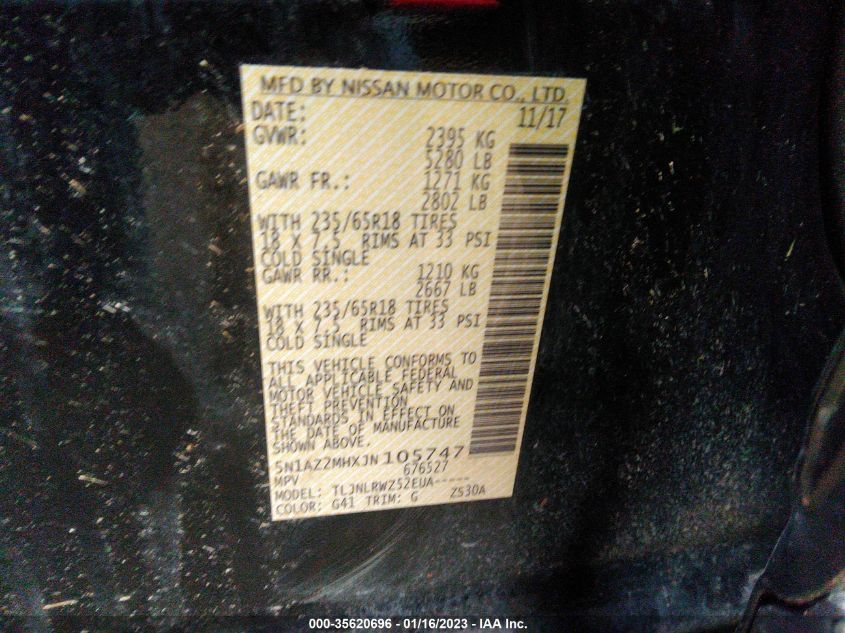 MFD BY NISSAN MOTOR CO., LTD.
DATE: 11/17
GVWR: 2395 KG
5280 LB
GAWR FR.: 1271 KG
2802 LB
WITH 235/65R18 TIRES
18 X 7.5 RIMS AT 33 PSI
COLD SINGLE
GAWR RR.: 1210 KG
2667 LB
WITH 235/65R18 TIRES
18 X 7.5 RIMS AT 33 PSI
COLD SINGLE
THIS VEHICLE CONFORMS TO
ALL APPLICABLE FEDERAL
MOTOR VEHICLE SAFETY AND
THEFT PREVENTION
STANDARDS IN EFFECT ON
THE DATE OF MANUFACTURE
SHOWN ABOVE.
5N1AZ2MHXJN105747
MPV 676527
MODEL: TLJNLRWZ52EUA-----
COLOR: G41 TRIM: G ZS30A
000-35620696 - 01/16/2023 - IAA Inc.